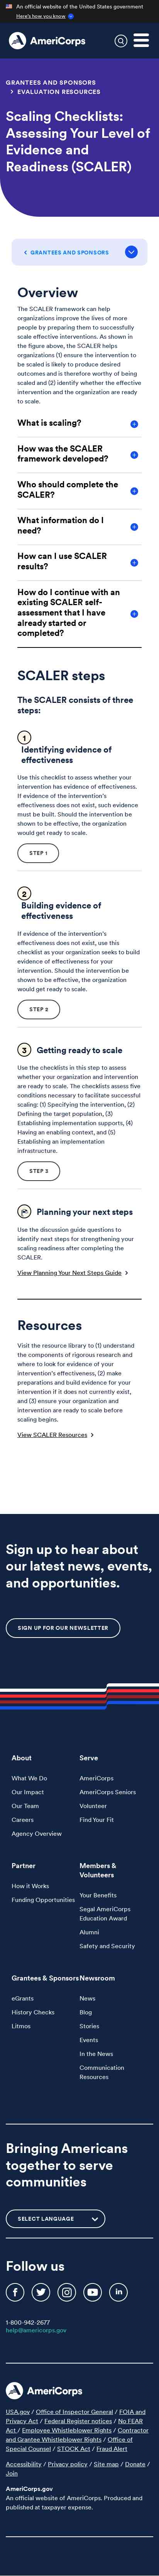 An official website of the United States government
Here's how you know
AmeriCorps
GRANTEES AND SPONSORS
> EVALUATION RESOURCES
Scaling Checklists:
Assessing Your Level of
Evidence and
Readiness (SCALER)
GRANTEES AND SPONSORS
Overview
The SCALER framework can help
organizations improve the lives of more
people by preparing them to successfully
scale effective interventions. As shown in
the figure above, the SCALER helps
organizations (1) ensure the intervention to
be scaled is likely to produce desired
outcomes and is therefore worthy of being
scaled and (2) identify whether the effective
intervention and the organization are ready
to scale.
What is scaling?
How was the SCALER
framework developed?
Who should complete the
SCALER?
What information do I
need?
How can I use SCALER
results?
How do I continue with an
existing SCALER self-
assessment that I have
already started or
completed?
SCALER steps
The SCALER consists of three
steps:
1
Identifying evidence of
effectiveness
Use this checklist to assess whether your
program has evidence of effectiveness.
If evidence of the intervention's
effectiveness does not exist, such evidence
must be built. Should the intervention be
shown to be effective, the organization
should get ready to scale.
STEP 1
2
Building evidence of
effectiveness
If evidence of the intervention's
effectiveness does not exist, use this
checklist as your organization seeks to build
evidence of effectiveness for your
intervention. Should the intervention be
shown to be effective, the organization
would get ready to scale.
STEP 2
3
Getting ready to scale
Use the checklists in this step to assess
whether your intervention and organization
are ready to scale. The checklists assess five
conditions necessary to facilitate successful
scaling: (1) Specifying the intervention, (2)
Defining the target population, (3)
Establishing implementation supports, (4)
Having an enabling context, and (5)
Establishing an implementation
infrastructure.
STEP 3
Planning your next steps
Use the discussion guide questions to
identify next steps for strengthening your
readiness after completing the
SCALER.
View Planning Your Next Steps Guide >
Resources
Visit the resource library to (1) understand
the components of rigorous research
where to look for existing evidence of
your intervention's effectiveness, (2) enact
partnerships and build evidence for your
intervention if it does not currently exist,
and (3) ensure your organization and
intervention are ready to scale before
scaling begins.
View SCALER Resources >
Sign up to hear about
our latest news, events,
and opportunities.
SIGN UP FOR OUR NEWSLETTER
About
What We Do
Our Impact
Our Team
Careers
Agency Overview
Serve
AmeriCorps
AmeriCorps Seniors
Volunteer
Find Your Fit
Partner
How it Works
Funding Opportunities
Members &
Volunteers
Your Benefits
Segal AmeriCorps
Education Award
Alumni
Safety and Security
Grantees & Sponsors
eGrants
History Checks
Litmos
Newsroom
News
Blog
Stories
Events
In the News
Communication
Resources
Bringing Americans
together to serve
communities
SELECT LANGUAGE
Follow us
1-800-942-2677
help@americorps.gov
AmeriCorps
USA.gov / Office of Inspector General / FOIA and
Privacy Act / Federal Register notices / No FEAR
Act / Employee Whistleblower Rights / Contractor
and Grantee Whistleblower Rights / Office of
Special Counsel / STOCK Act / Fraud Alert
Accessibility / Privacy policy / Site map / Donate /
Join
AmeriCorps.gov
An official website of AmeriCorps. Produced and
published at taxpayer expense.